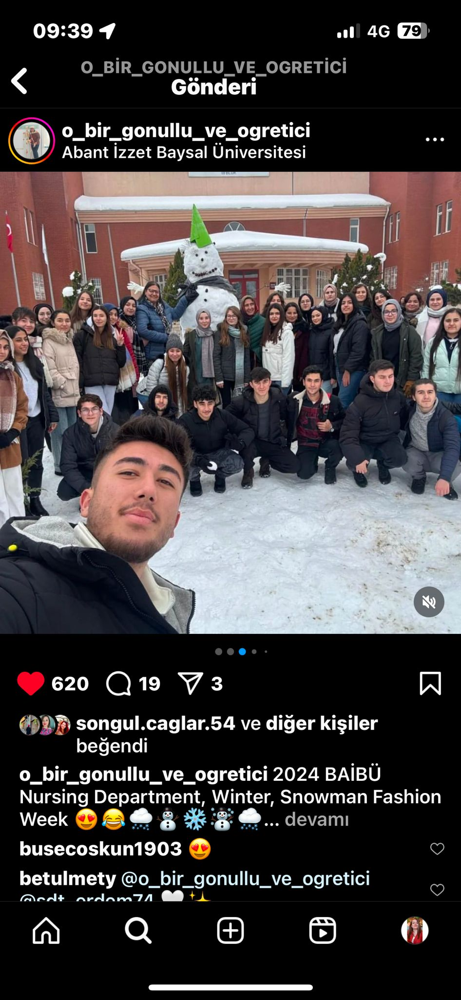 09:39
4G
79
O_BİR_GONULLU_VE_OGRETİCİ
Gönderi
o_bir_gonullu_ve_ogretici
Abant İzzet Baysal Üniversitesi
620
19
3
songul.caglar.54 ve diğer kişiler
beğendi
o_bir_gonullu_ve_ogretici 2024 BAİBÜ
Nursing Department, Winter, Snowman Fashion
Week 😍😂🌨️⛄❄️☃️🌨️... devamı
busecoskun1903 😍
betulmety @o_bir_gonullu_ve_ogretici
@sdt_erdem74 🤍✨